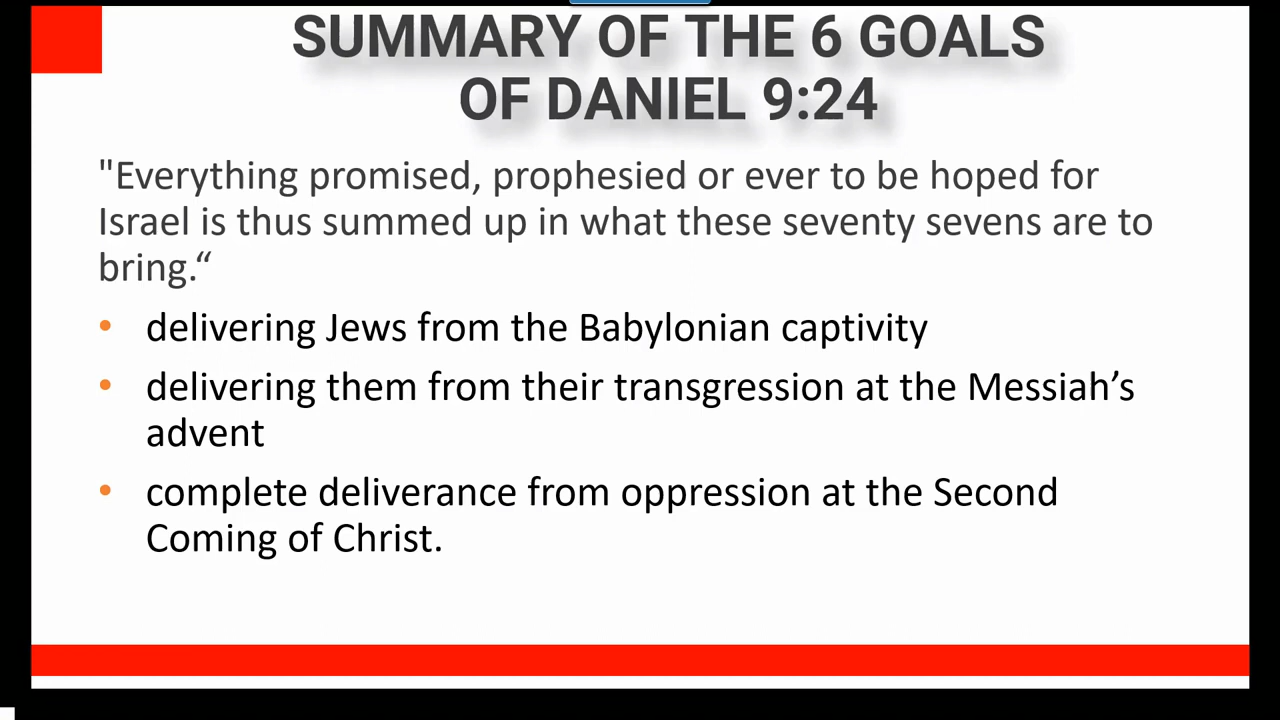 SUMMARY OF THE 6 GOALS
OF DANIEL 9:24
"Everything promised, prophesied or ever to be hoped for
Israel is thus summed up in what these seventy sevens are to
bring.“
• delivering Jews from the Babylonian captivity
• delivering them from their transgression at the Messiah’s
advent
• complete deliverance from oppression at the Second
Coming of Christ.